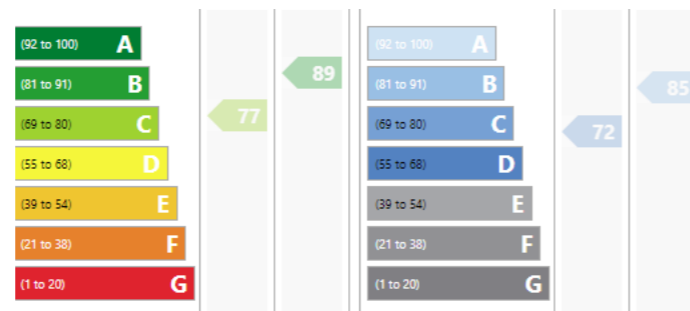 (92 to 100) A
(81 to 91) B
(69 to 80) C
(55 to 68) D
(39 to 54) E
(21 to 38) F
(1 to 20) G
77
89
(92 to 100) A
(81 to 91) B
(69 to 80) C
(55 to 68) D
(39 to 54) E
(21 to 38) F
(1 to 20) G
72
85